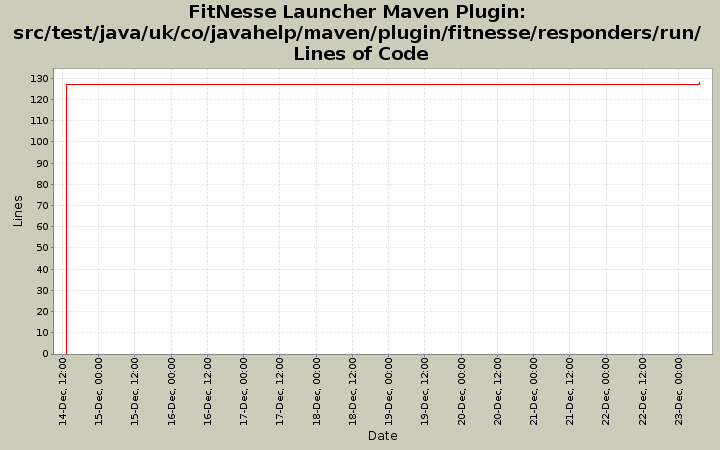 FitNesse Launcher Maven Plugin:
src/test/java/uk/co/javahelp/maven/plugin/fitnesse/responders/run/
Lines of Code
130
120
110
100
90
80
70
60
50
40
30
20
10
0
Lines
14-Dec, 12:00
15-Dec, 00:00
15-Dec, 12:00
16-Dec, 00:00
16-Dec, 12:00
17-Dec, 00:00
17-Dec, 12:00
18-Dec, 00:00
18-Dec, 12:00
19-Dec, 00:00
19-Dec, 12:00
20-Dec, 00:00
20-Dec, 12:00
21-Dec, 00:00
21-Dec, 12:00
22-Dec, 00:00
22-Dec, 12:00
23-Dec, 00:00
Date